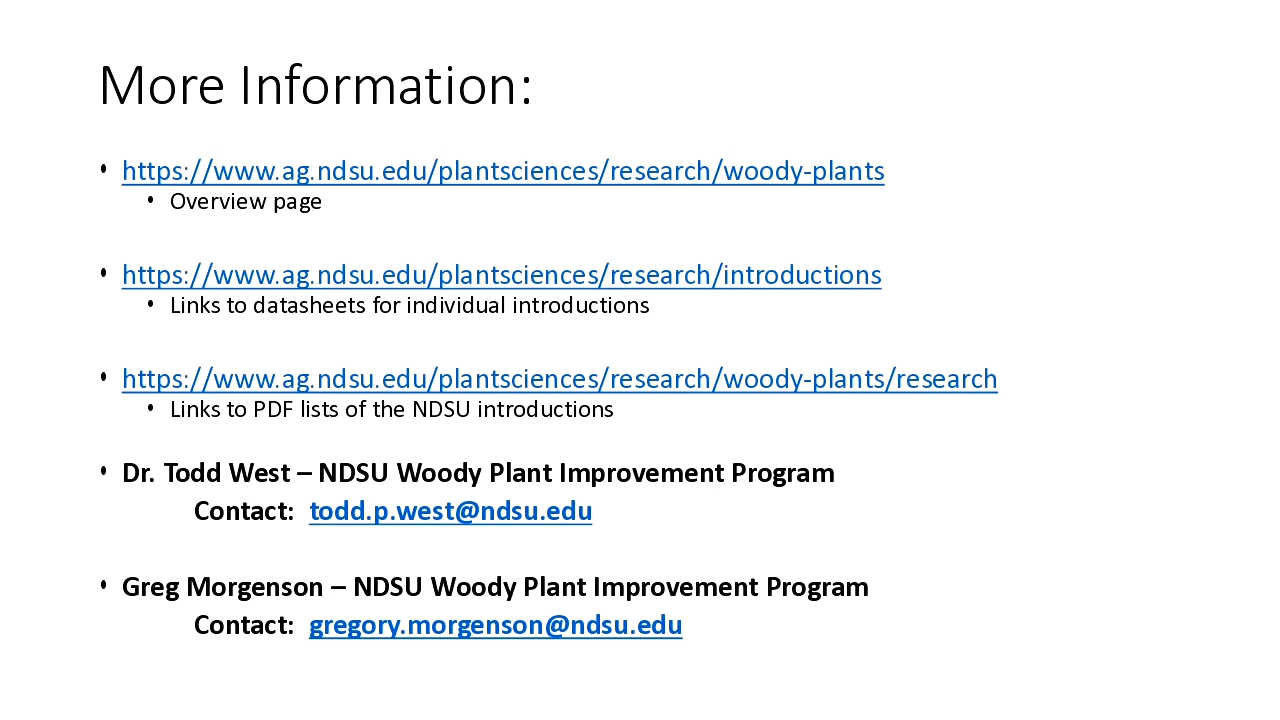 More Information:
• https://www.ag.ndsu.edu/plantsciences/research/woody-plants
• Overview page
• https://www.ag.ndsu.edu/plantsciences/research/introductions
• Links to datasheets for individual introductions
• https://www.ag.ndsu.edu/plantsciences/research/woody-plants/research
• Links to PDF lists of the NDSU introductions
• Dr. Todd West – NDSU Woody Plant Improvement Program
Contact: todd.p.west@ndsu.edu
• Greg Morgenson – NDSU Woody Plant Improvement Program
Contact: gregory.morgenson@ndsu.edu